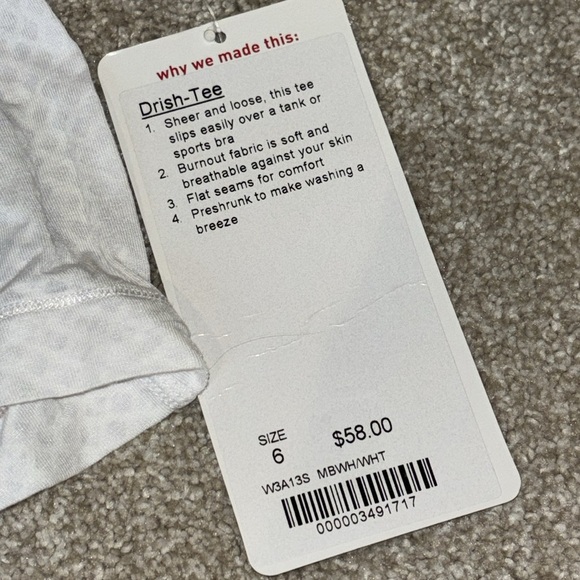 why we made this:
Drish-Tee
1. Sheer and loose, this tee
slips easily over a tank or
sports bra
2. Burnout fabric is soft and
breathable against your skin
3. Flat seams for comfort
4. Preshrunk to make washing a
breeze
SIZE
6
$58.00
W3A13S MBWH/WHT
000003491717